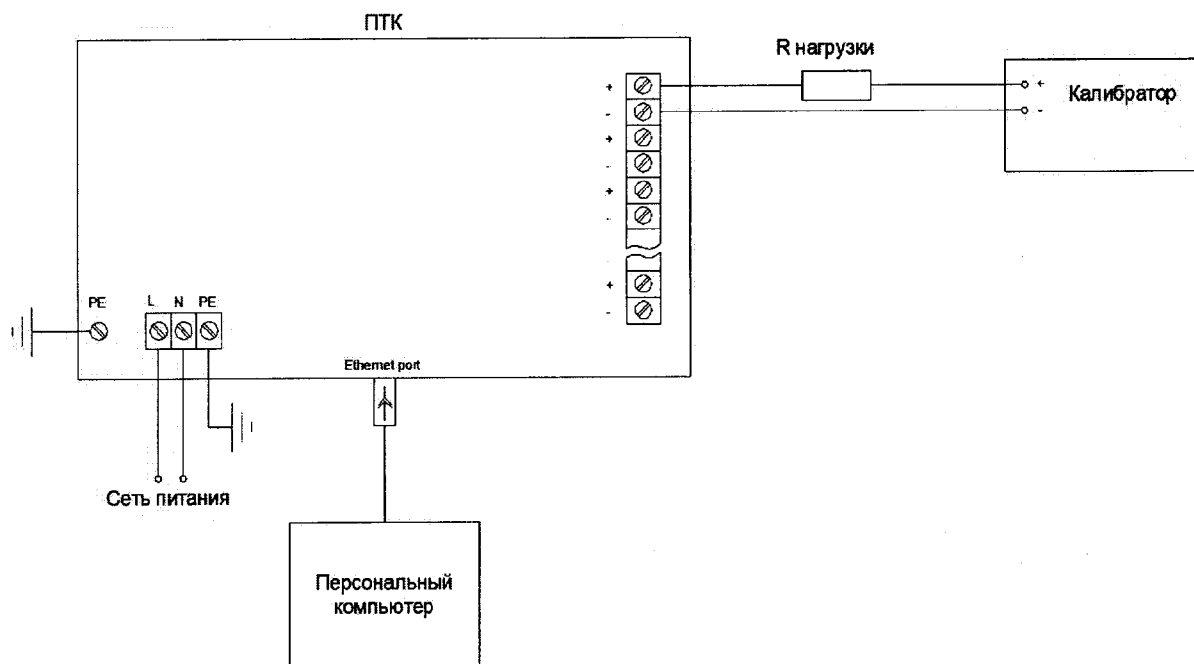 ПТК
R нагрузки
+
-
+
-
+
-
+
-
+
-
Калибратор
PE
L N PE
Ethernet port
Сеть питания
Персональный
компьютер